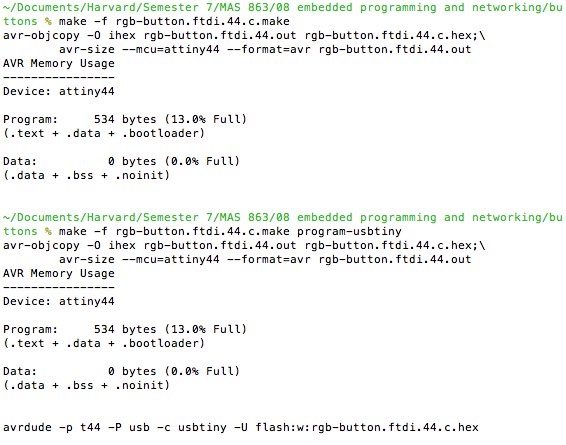 ~/Documents/Harvard/Semester 7/MAS 863/08 embedded programming and networking/bu
ttons % make -f rgb-button.ftdi.44.c.make
avr-objcopy -O ihex rgb-button.ftdi.44.out rgb-button.ftdi.44.c.hex;\
avr-size --mcu=attiny44 --format=avr rgb-button.ftdi.44.out
AVR Memory Usage
----------------
Device: attiny44
Program: 534 bytes (13.0% Full)
(.text + .data + .bootloader)
Data: 0 bytes (0.0% Full)
(.data + .bss + .noinit)
~/Documents/Harvard/Semester 7/MAS 863/08 embedded programming and networking/bu
ttons % make -f rgb-button.ftdi.44.c.make program-usbtiny
avr-objcopy -O ihex rgb-button.ftdi.44.out rgb-button.ftdi.44.c.hex;\
avr-size --mcu=attiny44 --format=avr rgb-button.ftdi.44.out
AVR Memory Usage
----------------
Device: attiny44
Program: 534 bytes (13.0% Full)
(.text + .data + .bootloader)
Data: 0 bytes (0.0% Full)
(.data + .bss + .noinit)
avrdude -p t44 -P usb -c usbtiny -U flash:w:rgb-button.ftdi.44.c.hex